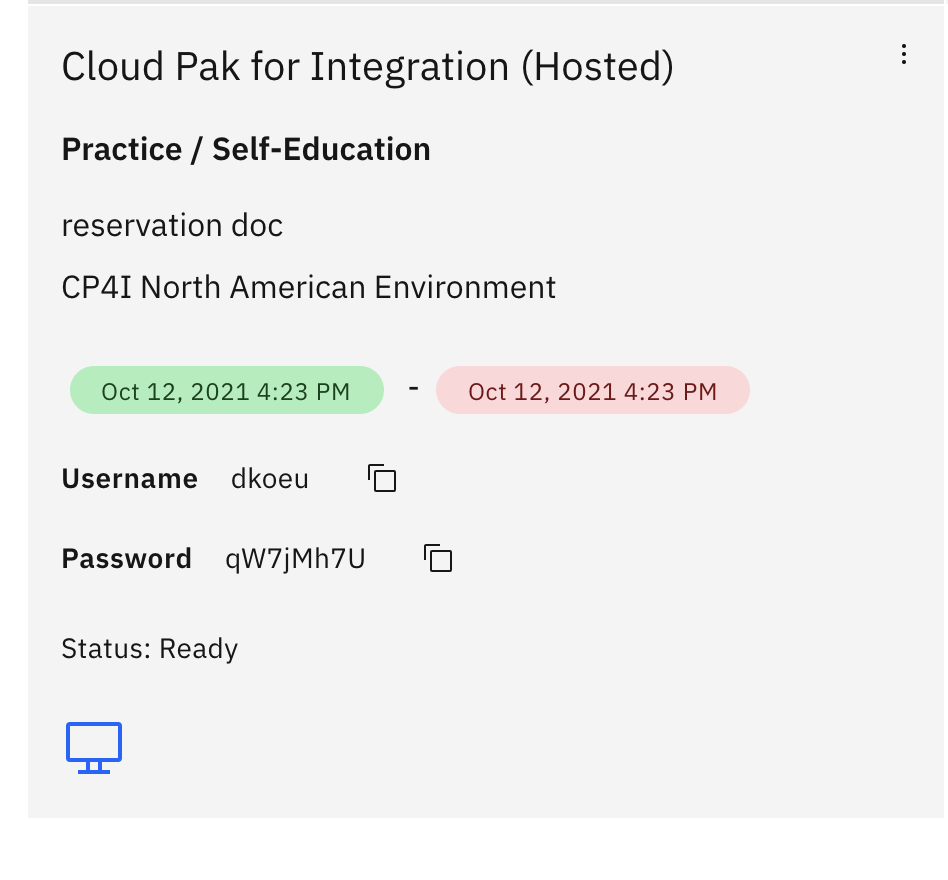 Cloud Pak for Integration (Hosted)
Practice / Self-Education
reservation doc
CP4I North American Environment
Oct 12, 2021 4:23 PM - Oct 12, 2021 4:23 PM
Username dkoeu
Password qW7jMh7U
Status: Ready